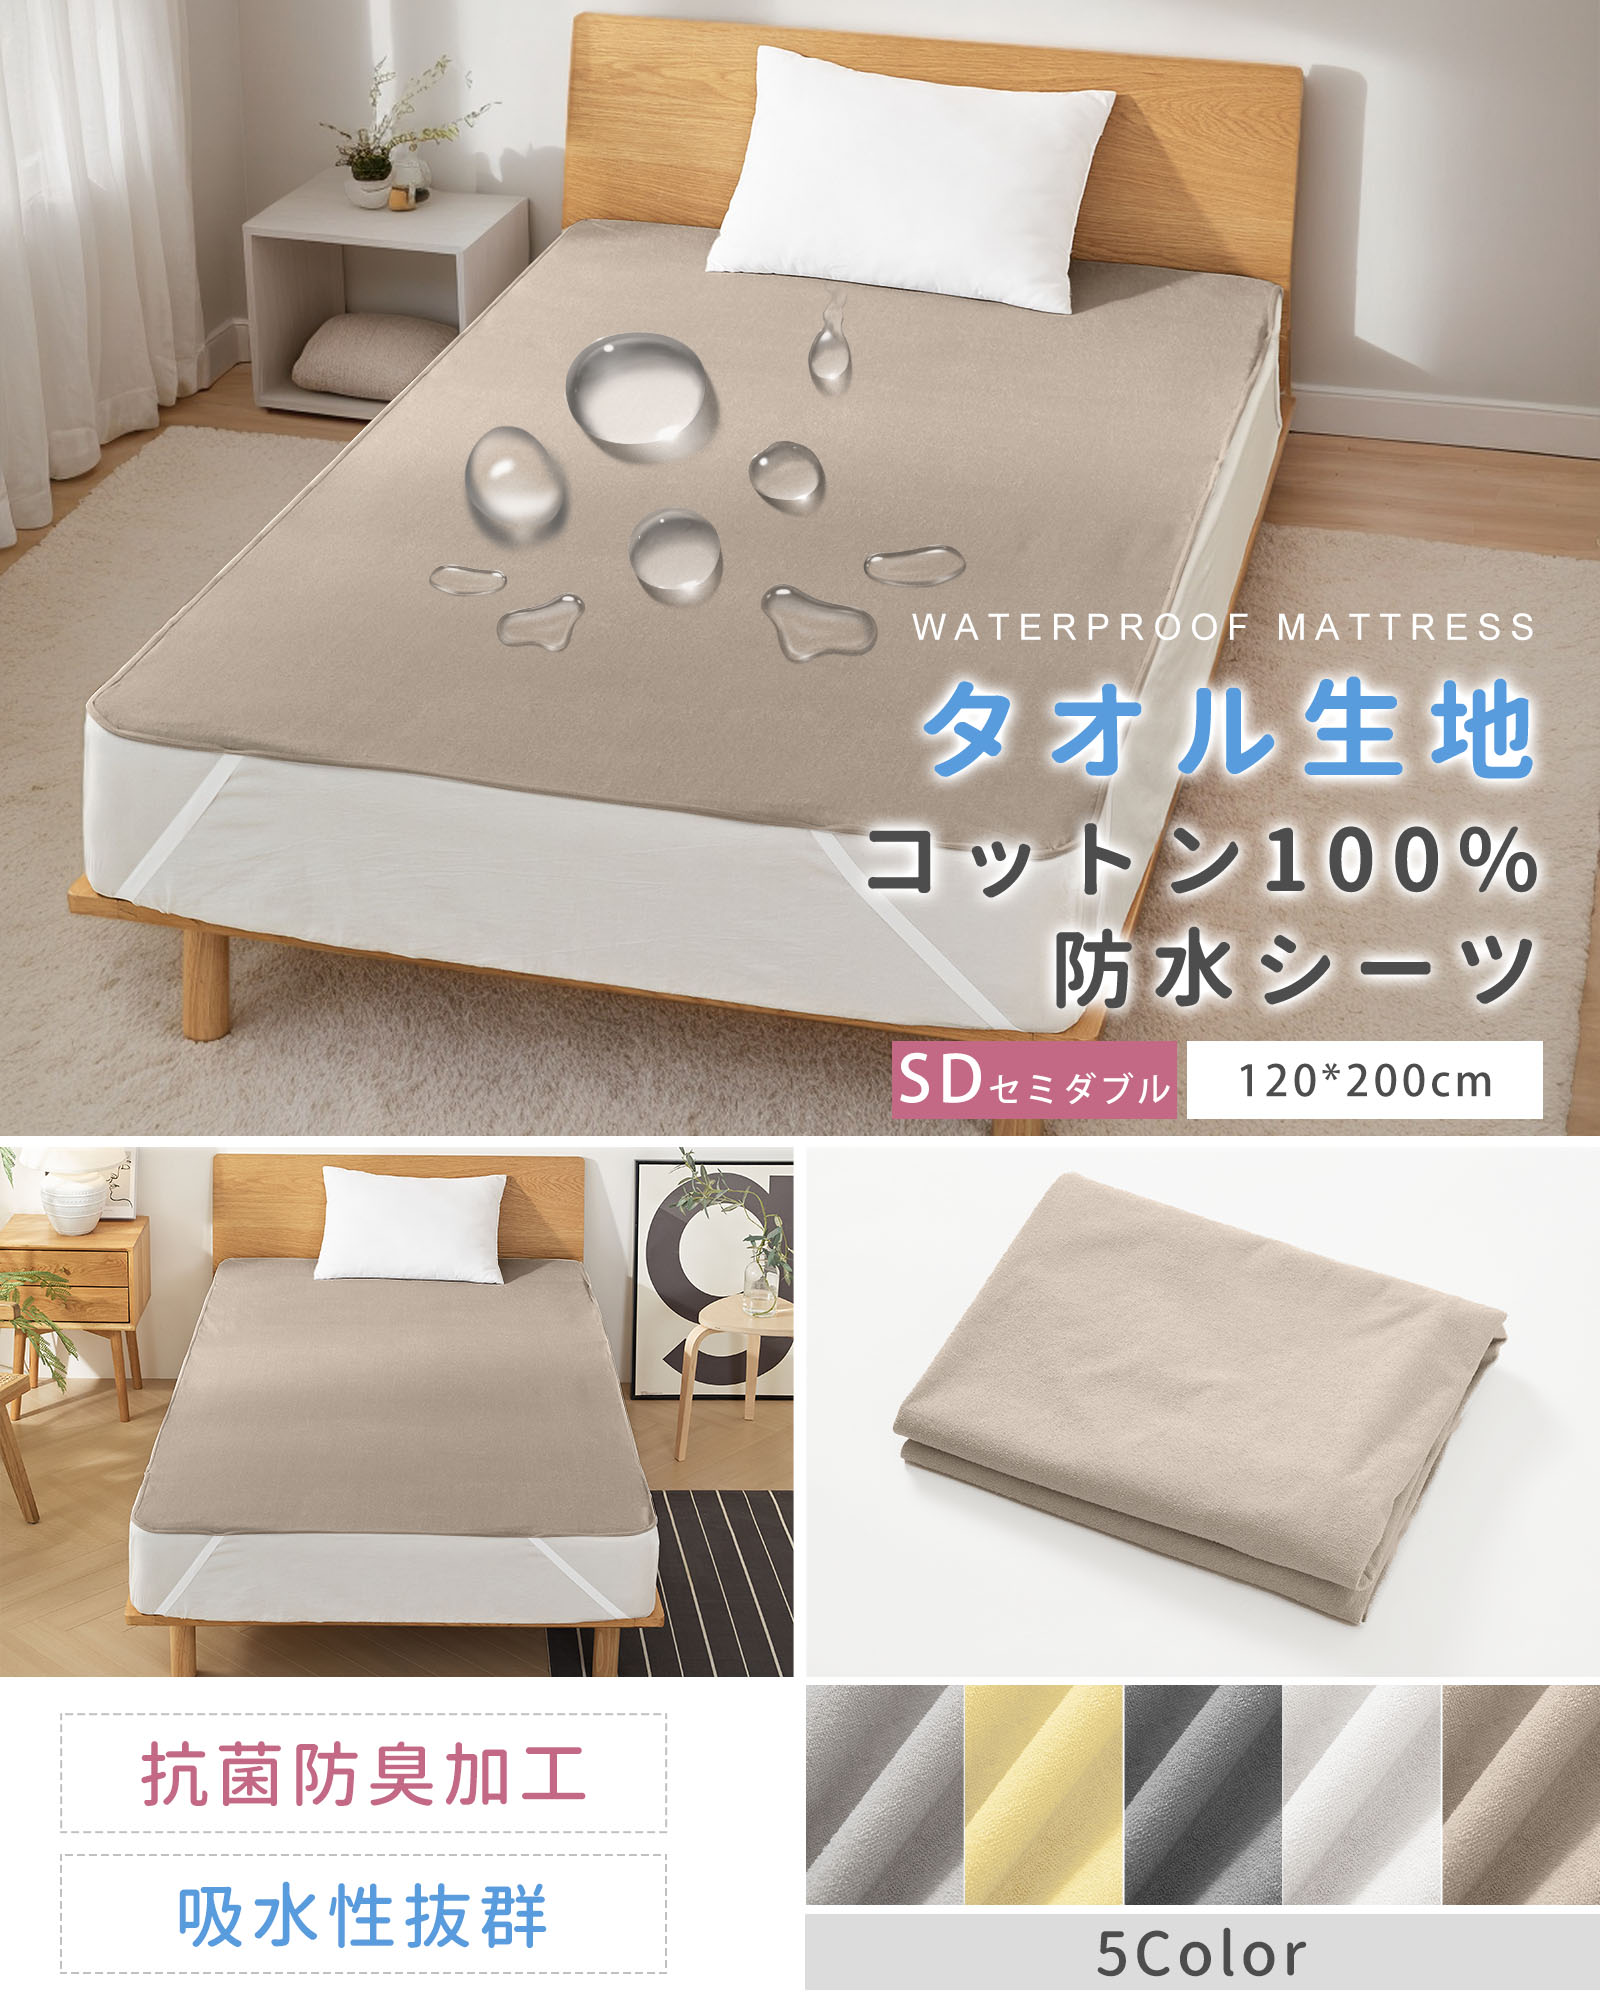 WATERPROOF MATTRESS
タオル生地
コットン100%
防水シーツ
SDセミダブル
120*200cm
抗菌防臭加工
吸水性抜群
5Color